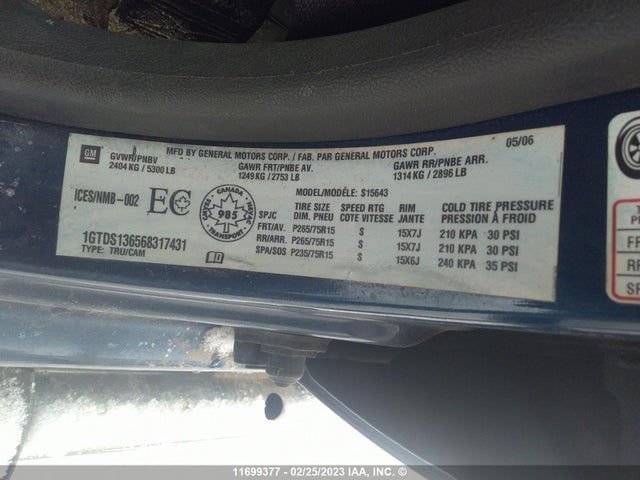 MFD BY GENERAL MOTORS CORP. / FAB. PAR GENERAL MOTORS CORP.
05/06
GM
GVWR/PNBV
2404 KG / 5300 LB
GAWR FRT/PNBE AV.
1249 KG / 2753 LB
GAWR RR/PNBE ARR.
1314 KG / 2896 LB
ICES/NMB-002
EC
CANADA
985
TRANSPORT
MODEL/MODÈLE: S15643
SPJC
TIRE SIZE SPEED RTG RIM COLD TIRE PRESSURE
DIM. PNEU COTE VITESSE JANTE PRESSION À FROID
FRT/AV. P265/75R15 S 15X7J 210 KPA 30 PSI
RR/ARR. P265/75R15 S 15X7J 210 KPA 30 PSI
SPA/SOS P235/75R15 S 15X6J 240 KPA 35 PSI
1GTDS136568317431
TYPE: TRU/CAM
T
P
FR
RR
SP
11699377 - 02/25/2023 IAA, INC.©